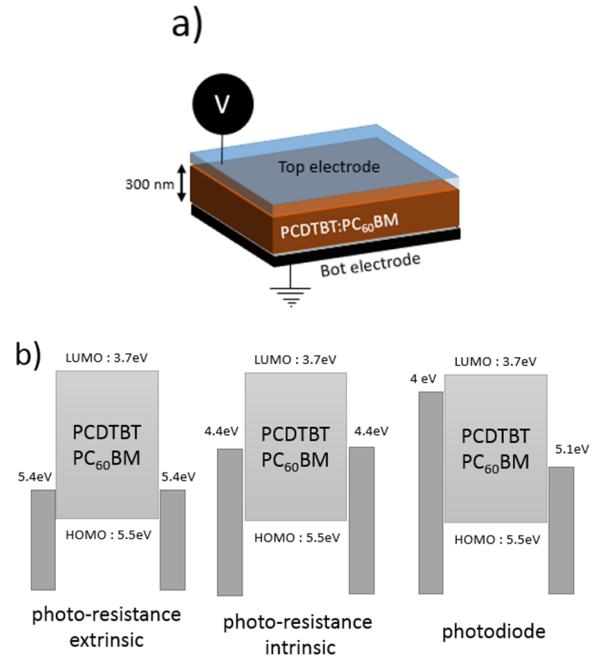 a)
V
Top electrode
300 nm
PCDTBT:PC₆₀BM
Bot electrode
b)
LUMO : 3.7eV
LUMO : 3.7eV
LUMO : 3.7eV
4 eV
PCDTBT
PC₆₀BM
PCDTBT
PC₆₀BM
PCDTBT
PC₆₀BM
4.4eV
4.4eV
5.1eV
5.4eV
5.4eV
HOMO : 5.5eV
HOMO : 5.5eV
HOMO : 5.5eV
photo-resistance
extrinsic
photo-resistance
intrinsic
photodiode